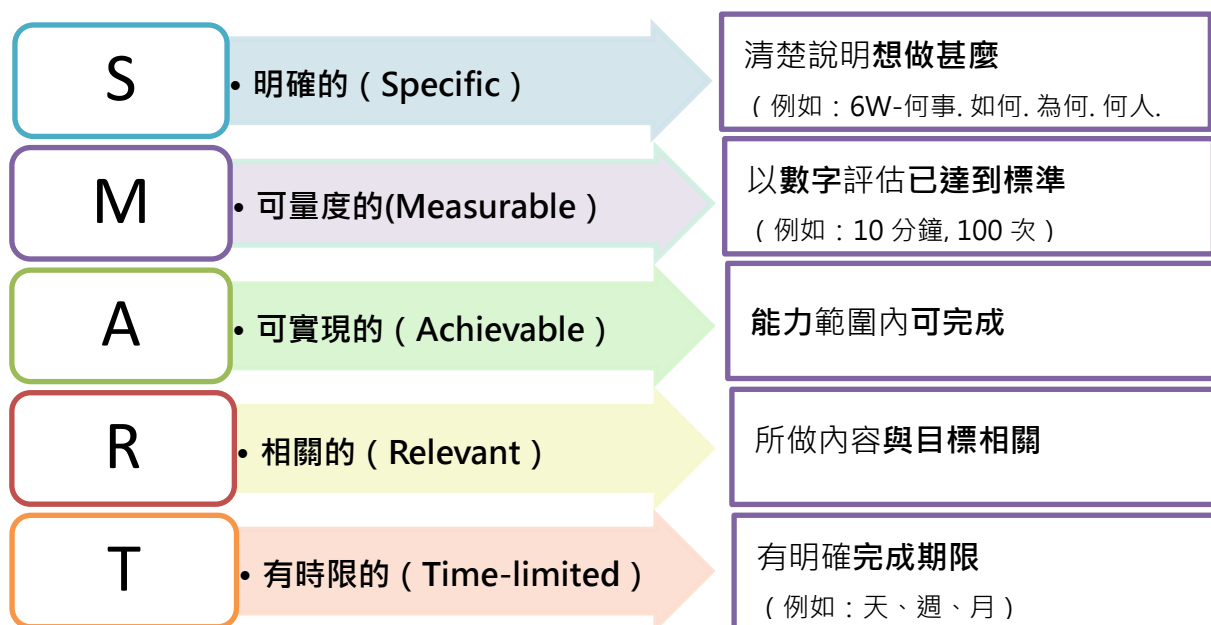 S
• 明確的（Specific）
清楚說明想做甚麼
（例如：6W-何事. 如何. 為何. 何人.
M
• 可量度的(Measurable）
以數字評估已達到標準
（例如：10 分鐘, 100 次）
A
• 可實現的（Achievable）
能力範圍內可完成
R
• 相關的（Relevant）
所做內容與目標相關
T
• 有時限的（Time-limited）
有明確完成期限
（例如：天、週、月）